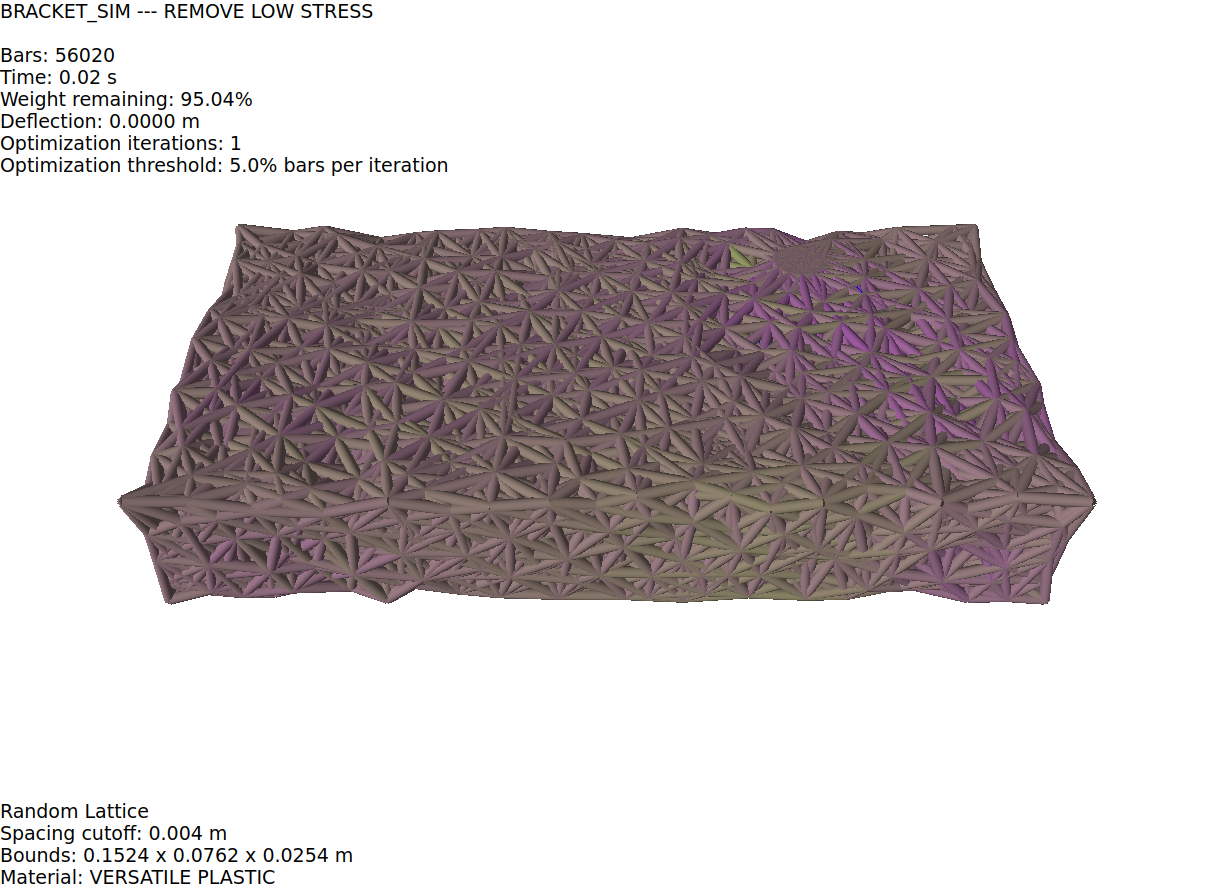 BRACKET_SIM --- REMOVE LOW STRESS
Bars: 56020
Time: 0.02 s
Weight remaining: 95.04%
Deflection: 0.0000 m
Optimization iterations: 1
Optimization threshold: 5.0% bars per iteration
Random Lattice
Spacing cutoff: 0.004 m
Bounds: 0.1524 x 0.0762 x 0.0254 m
Material: VERSATILE PLASTIC